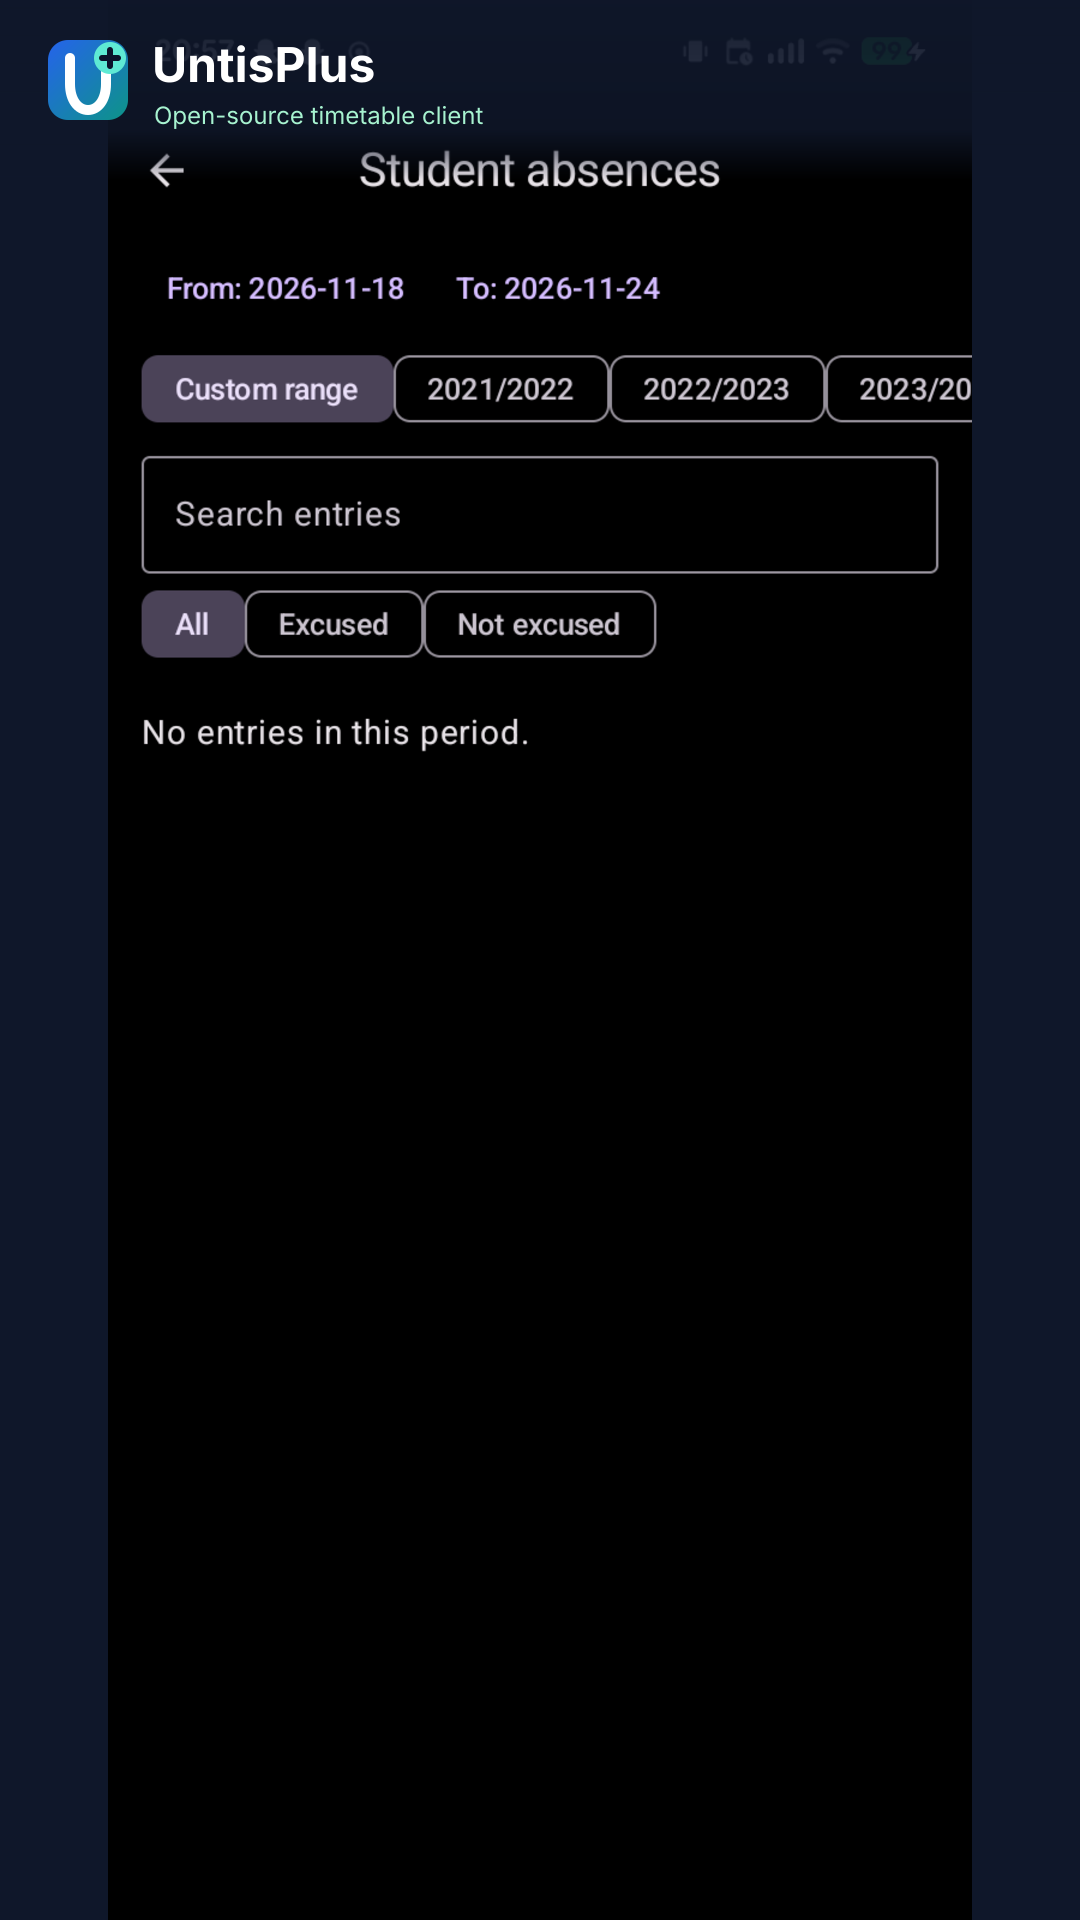 UntisPlus
Open-source timetable client
99
Student absences
From: 2026-11-18 To: 2026-11-24
Custom range 2021/2022 2022/2023 2023/20
Search entries
All Excused Not excused
No entries in this period.